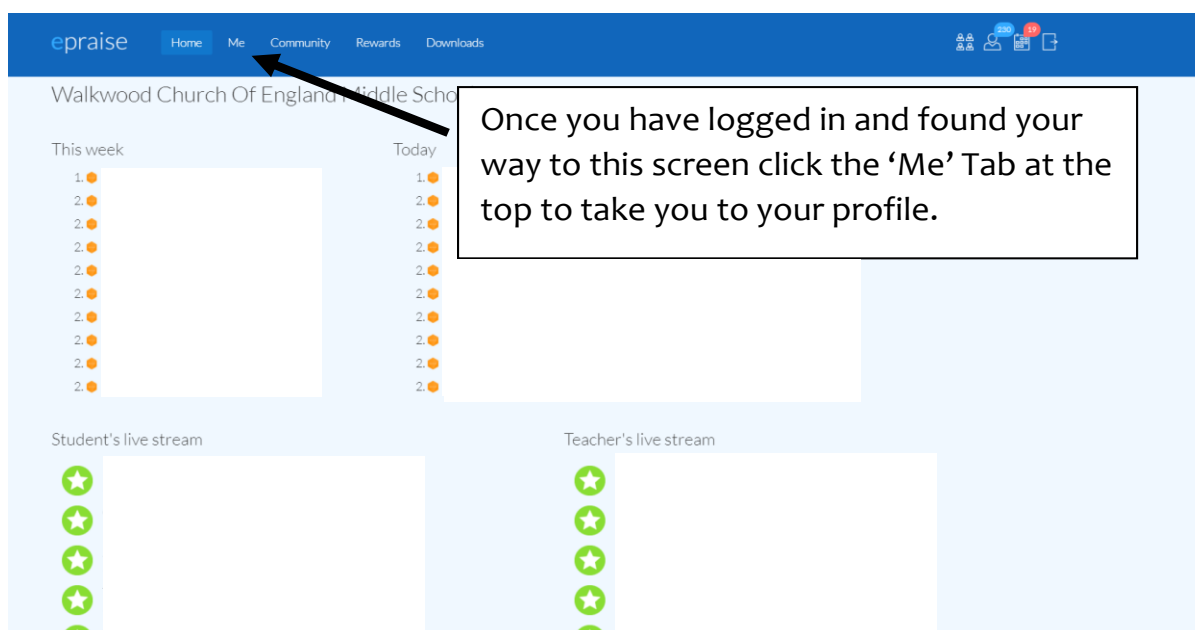 epraise Home Me Community Rewards Downloads 230 19
Walkwood Church Of England Middle Scho
Once you have logged in and found your
way to this screen click the ‘Me’ Tab at the
top to take you to your profile.
This week
1.
2.
2.
2.
2.
2.
2.
2.
2.
2.
Today
1.
2.
2.
2.
2.
2.
2.
2.
2.
2.
Student's live stream
Teacher's live stream